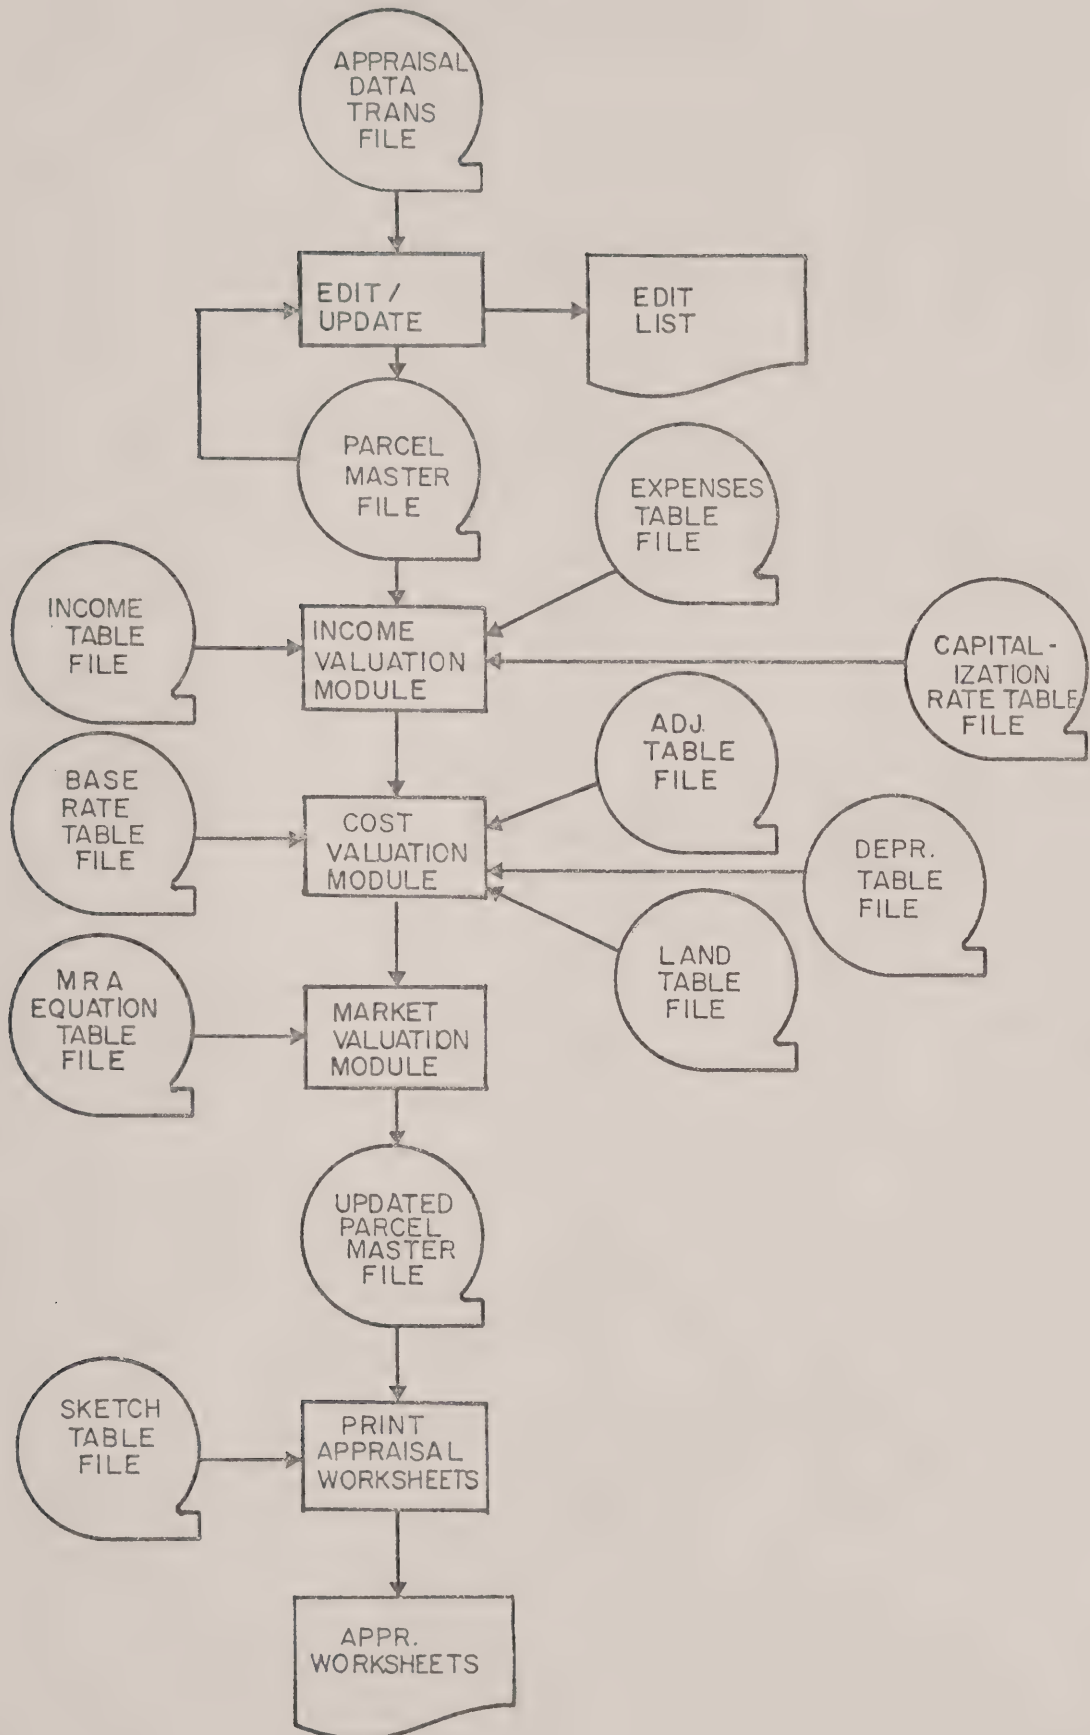 APPRAISAL
DATA
TRANS
FILE
EDIT /
UPDATE
EDIT
LIST
PARCEL
MASTER
FILE
EXPENSES
TABLE
FILE
INCOME
TABLE
FILE
INCOME
VALUATION
MODULE
CAPITAL-
IZATION
RATE TABLE
FILE
ADJ.
TABLE
FILE
BASE
RATE
TABLE
FILE
COST
VALUATION
MODULE
DEPR.
TABLE
FILE
LAND
TABLE
FILE
MRA
EQUATION
TABLE
FILE
MARKET
VALUATION
MODULE
UPDATED
PARCEL
MASTER
FILE
SKETCH
TABLE
FILE
PRINT
APPRAISAL
WORKSHEETS
APPR.
WORKSHEETS